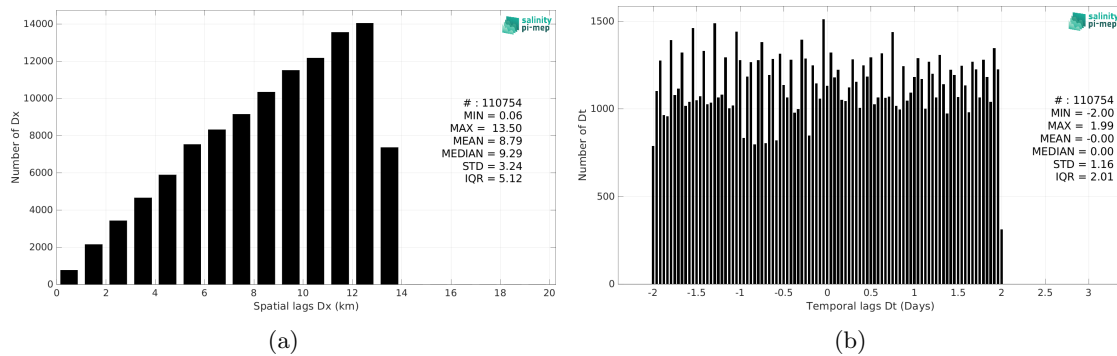 14000
12000
10000
8000
6000
4000
2000
0
Number of Dx
0 2 4 6 8 10 12 14 16 18 20
Spatial lags Dx (km)
salinity
pi-mep
# : 110754
MIN = 0.06
MAX = 13.50
MEAN = 8.79
MEDIAN = 9.29
STD = 3.24
IQR = 5.12
(a)
1500
1000
500
0
Number of Dt
-2 -1.5 -1 -0.5 0 0.5 1 1.5 2 2.5 3
Temporal lags Dt (Days)
salinity
pi-mep
# : 110754
MIN = -2.00
MAX = 1.99
MEAN = -0.00
MEDIAN = 0.00
STD = 1.16
IQR = 2.01
(b)